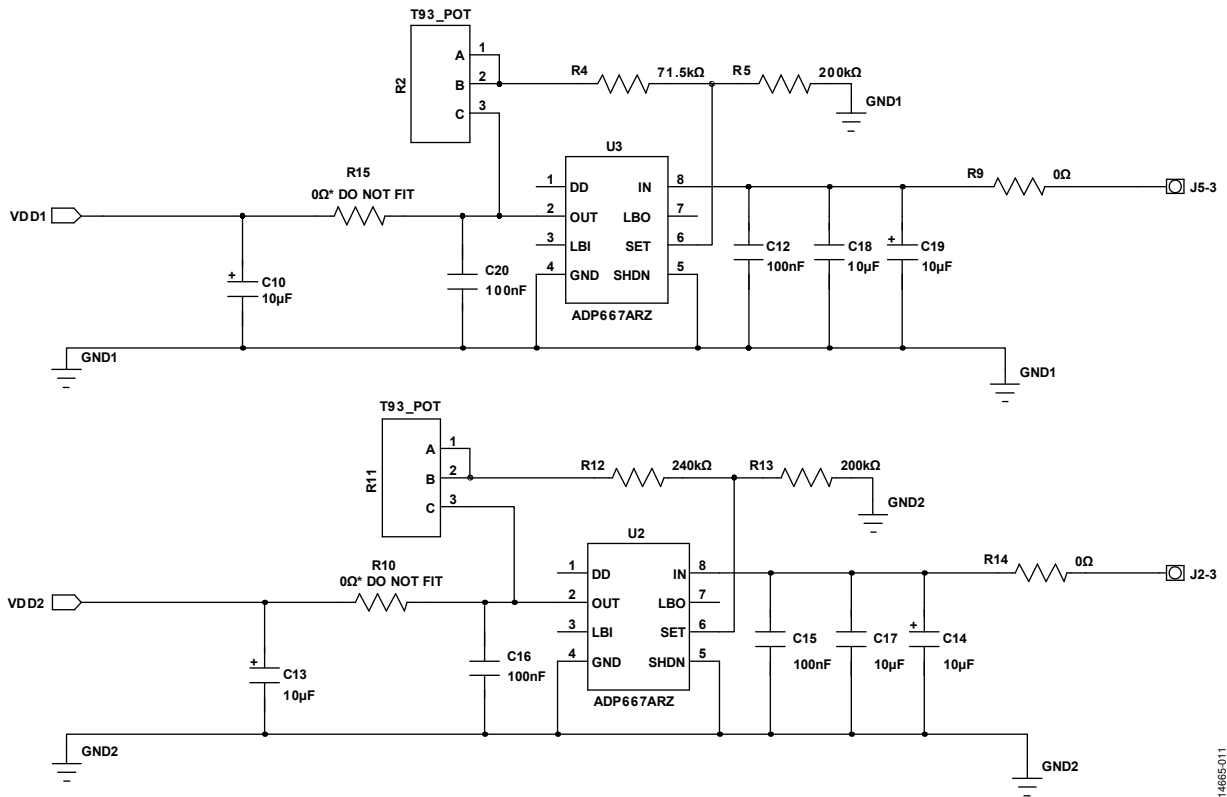 T93_POT
R2
A 1
B 2
C 3
R4 71.5kΩ R5 200kΩ
GND1
U3
1 DD IN 8
2 OUT LBO 7
3 LBI SET 6
4 GND SHDN 5
ADP667ARZ
R15
0Ω* DO NOT FIT
VDD1
R9 0Ω
J5-3
+ C10
10µF
C20
100nF
C12
100nF
C18
10µF
+ C19
10µF
GND1
GND1
T93_POT
R11
A 1
B 2
C 3
R12 240kΩ R13 200kΩ
GND2
U2
1 DD IN 8
2 OUT LBO 7
3 LBI SET 6
4 GND SHDN 5
ADP667ARZ
R10
0Ω* DO NOT FIT
VDD2
R14 0Ω
J2-3
+ C13
10µF
C16
100nF
C15
100nF
C17
10µF
+ C14
10µF
GND2
GND2
14665-011